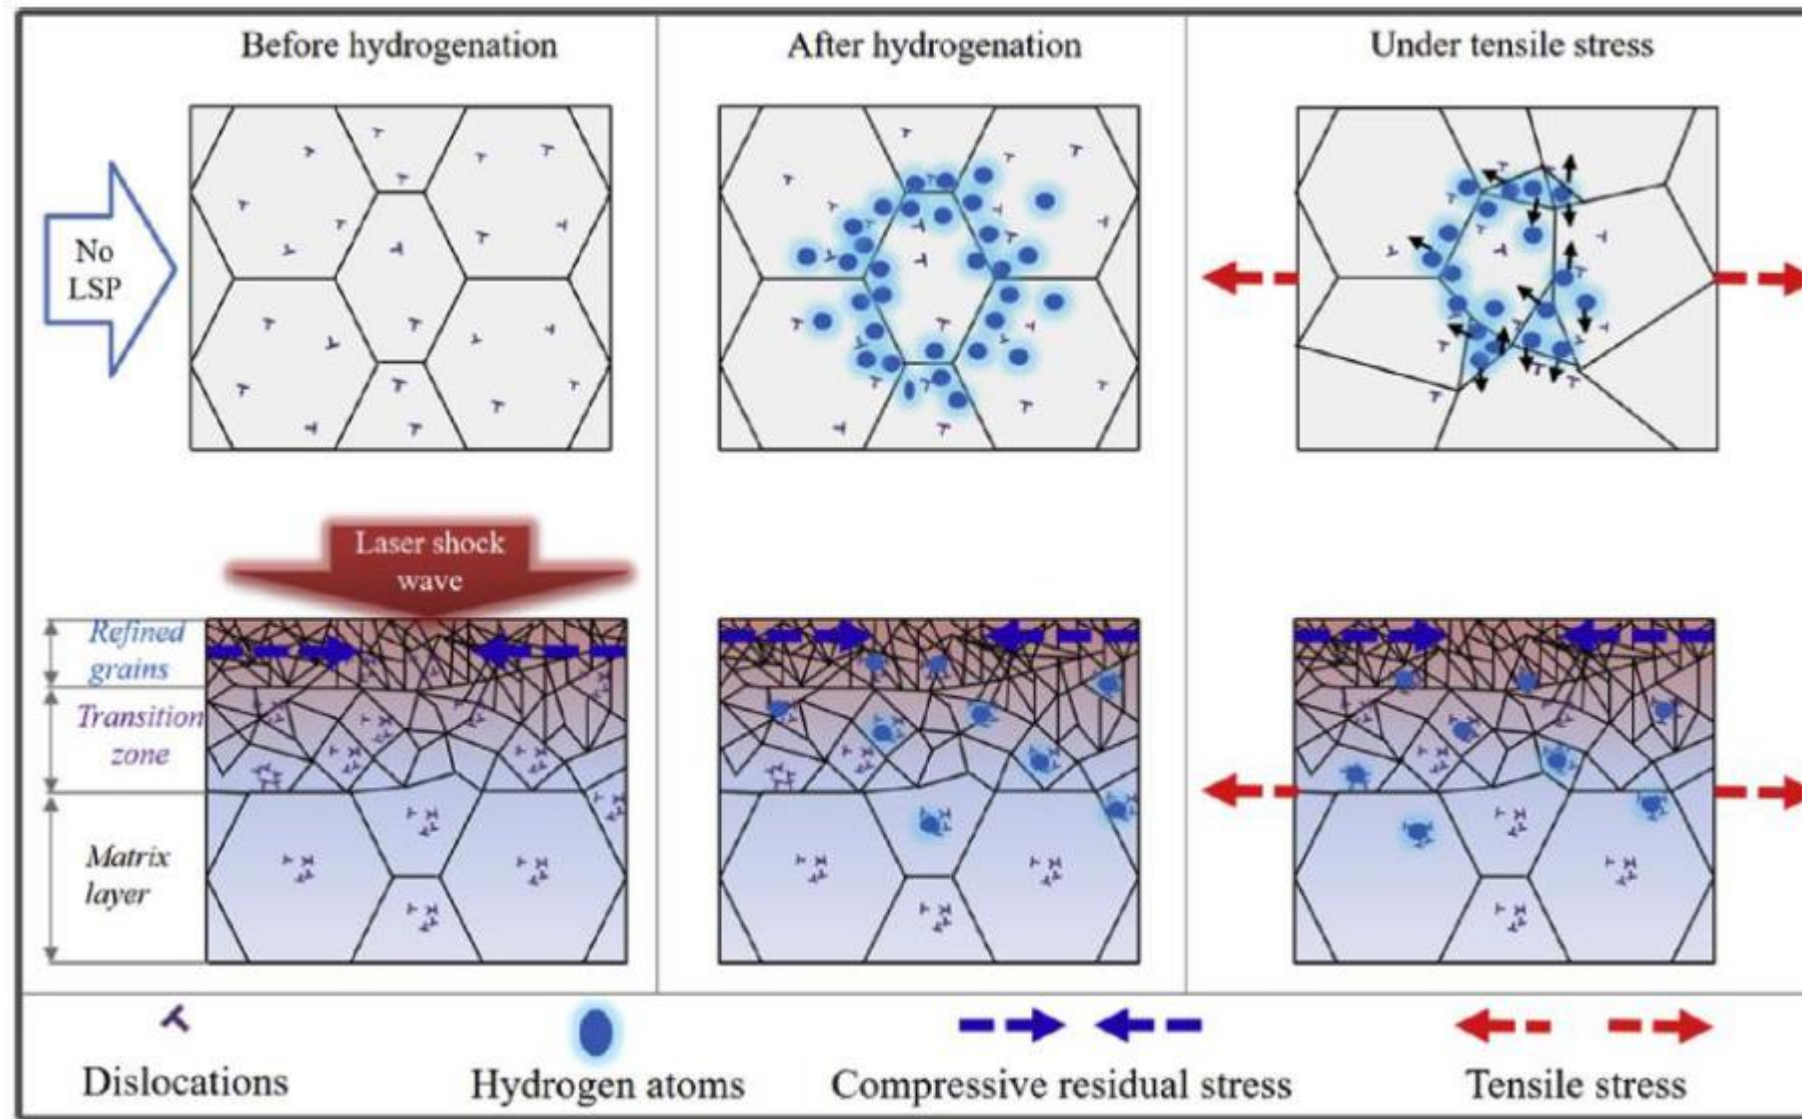 Before hydrogenation
After hydrogenation
Under tensile stress
No
LSP
Laser shock
wave
Refined
grains
Transition
zone
Matrix
layer
Dislocations
Hydrogen atoms
Compressive residual stress
Tensile stress